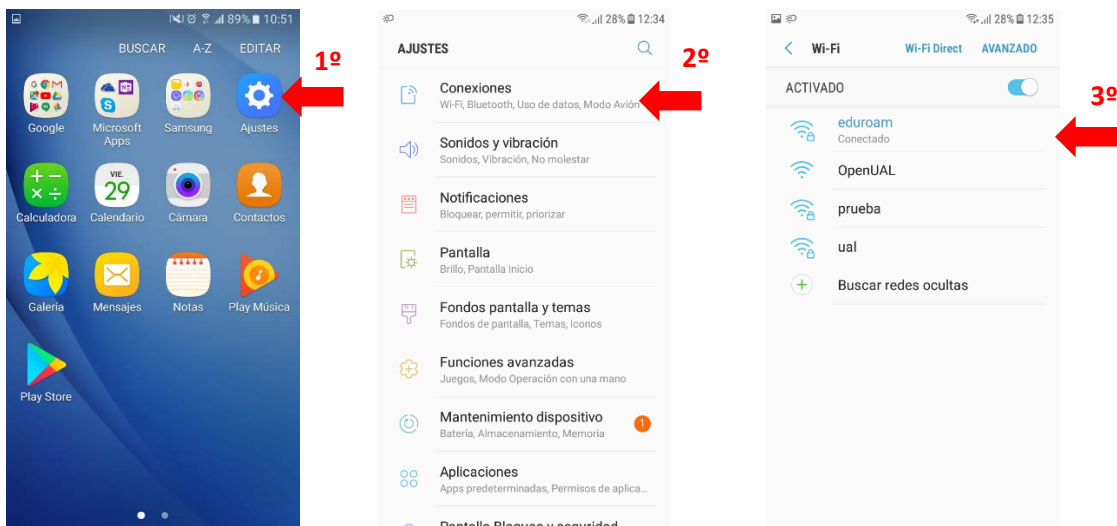 89% 10:51
BUSCAR A-Z EDITAR
1º
Google
Microsoft Apps
Samsung
Ajustes
VIE.
29
Calculadora
Calendario
Cámara
Contactos
Galería
Mensajes
Notas
Play Música
Play Store
28% 12:34
AJUSTES
2º
Conexiones
Wi-Fi, Bluetooth, Uso de datos, Modo Avión
Sonidos y vibración
Sonidos, Vibración, No molestar
Notificaciones
Bloquear, permitir, priorizar
Pantalla
Brillo, Pantalla Inicio
Fondos pantalla y temas
Fondos de pantalla, Temas, Iconos
Funciones avanzadas
Juegos, Modo Operación con una mano
Mantenimiento dispositivo
Batería, Almacenamiento, Memoria
1
Aplicaciones
Apps predeterminadas, Permisos de aplica...
Pantalla Bloqueo y seguridad
28% 12:35
Wi-Fi Wi-Fi Direct AVANZADO
ACTIVADO
3º
eduroam
Conectado
OpenUAL
prueba
ual
Buscar redes ocultas